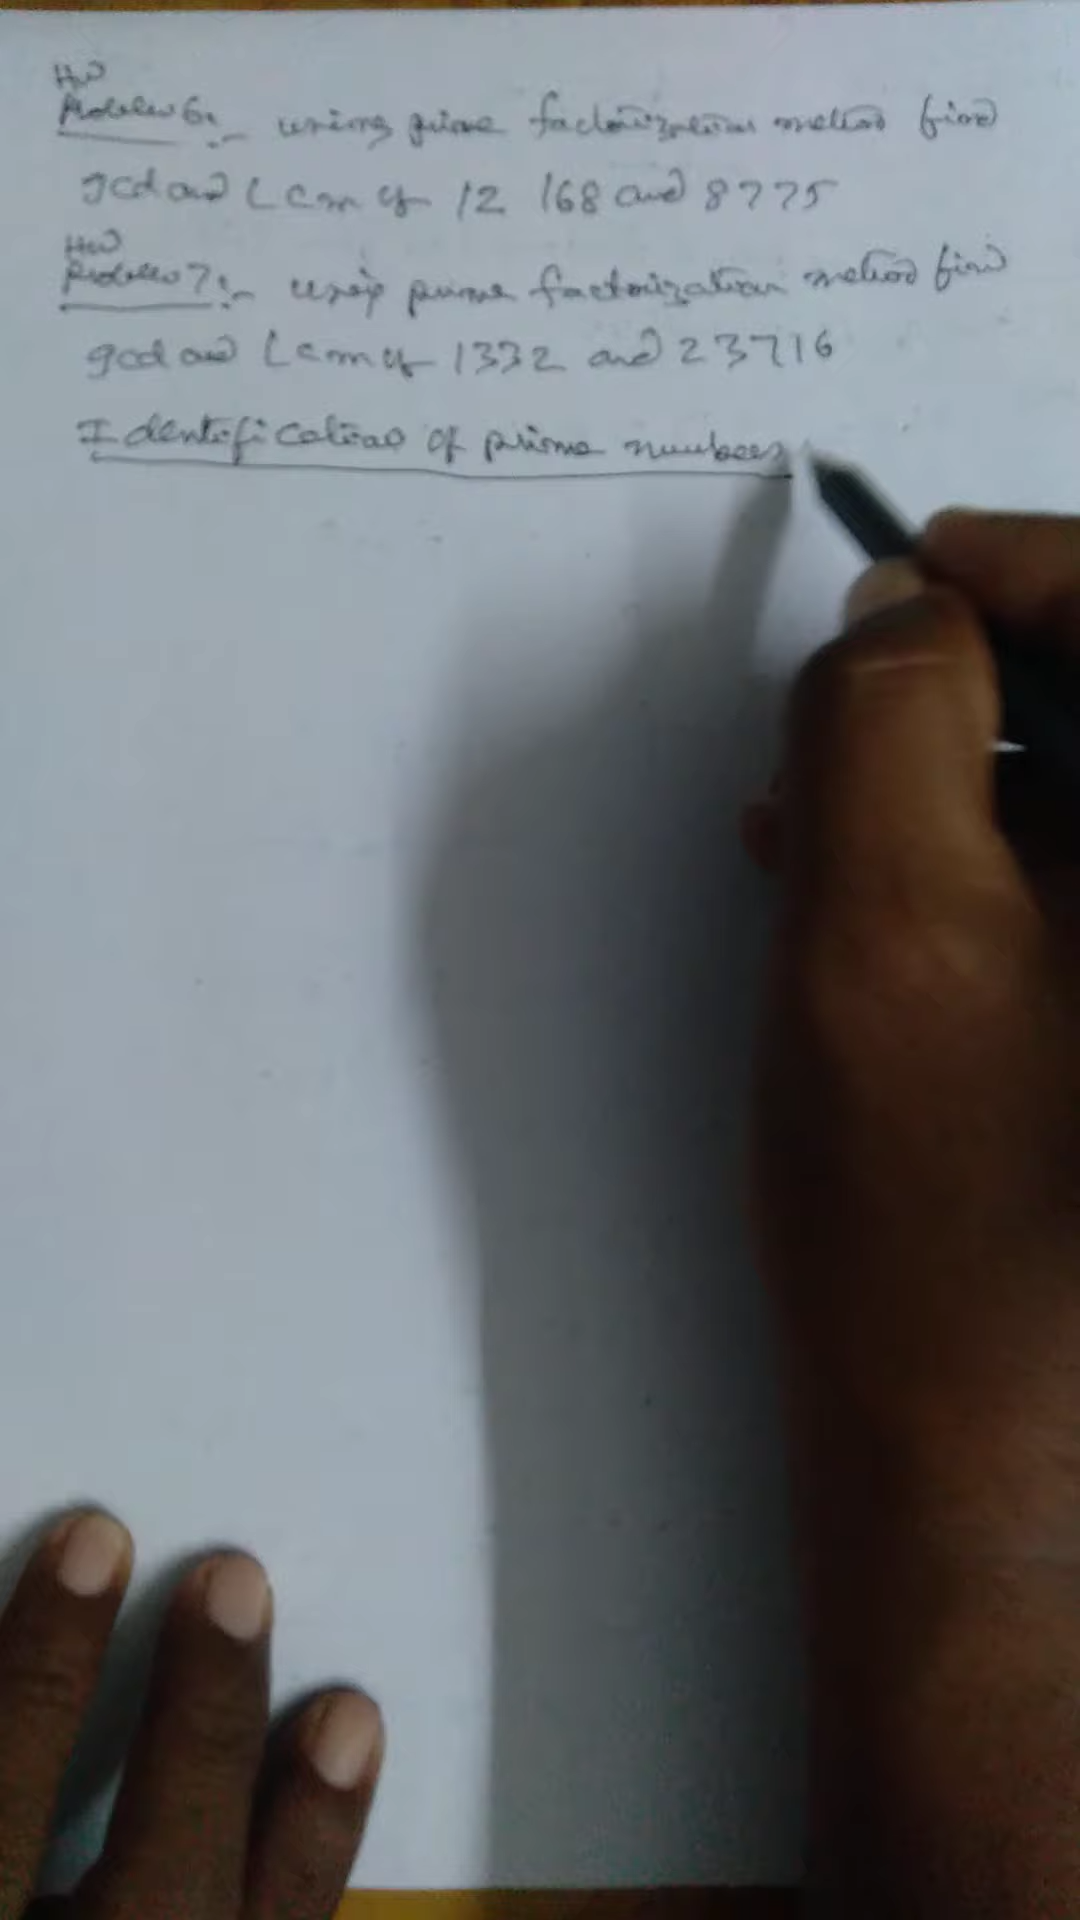 HW
Problem 6:- using prime factorization method find
gcd and Lcm of 12 168 and 8775
HW
Problem 7:- using prime factorization method find
gcd and Lcm of 1332 and 23716
Identification of prime numbers